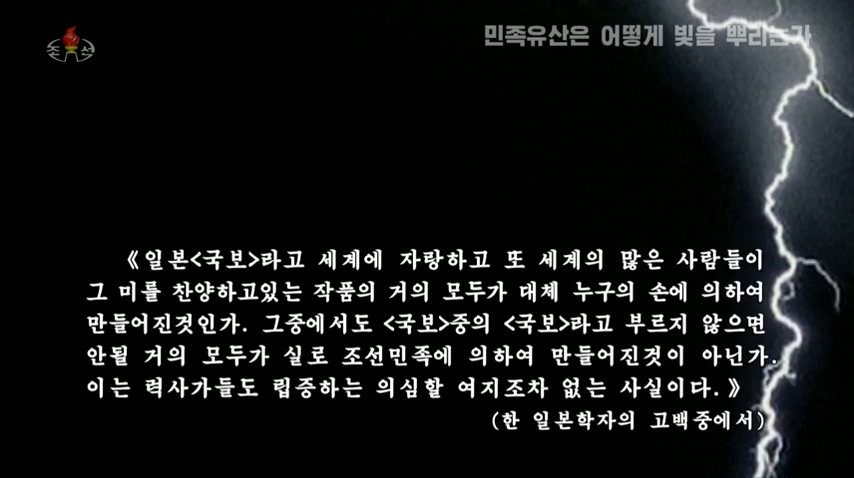 조선
민족유산은 어떻게 빛을 뿌리는가
《일본<국보>라고 세계에 자랑하고 또 세계의 많은 사람들이
그 미를 찬양하고있는 작품의 거의 모두가 대체 누구의 손에 의하여
만들어진것인가. 그중에서도 <국보>중의 <국보>라고 부르지 않으면
안될 거의 모두가 실로 조선민족에 의하여 만들어진것이 아닌가.
이는 력사가들도 립증하는 의심할 여지조차 없는 사실이다.》
(한 일본학자의 고백중에서)